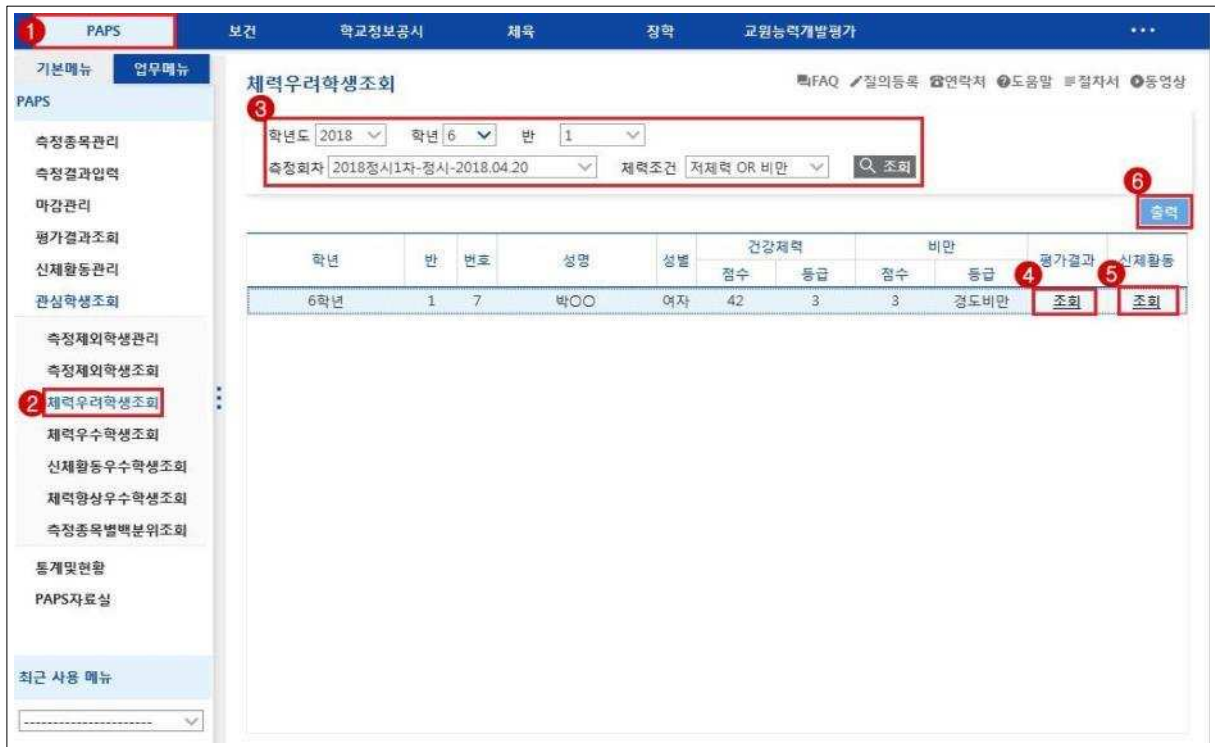 1 PAPS 보건 학교정보공시 체육 장학 교원능력개발평가 ...
기본메뉴 업무메뉴
PAPS
측정종목관리
측정결과입력
마감관리
평가결과조회
신체활동관리
관심학생조회
측정제외학생관리
측정제외학생조회
2 체력우려학생조회
체력우수학생조회
신체활동우수학생조회
체력향상우수학생조회
측정종목별백분위조회
통계및현황
PAPS자료실
최근 사용 메뉴
----------------------
체력우려학생조회 FAQ 질의등록 연락처 도움말 절차서 동영상
3
학년도 2018 학년 6 반 1
측정회차 2018정시1차-정시-2018.04.20 체력조건 저체력 OR 비만 조회
6
출력
학년 반 번호 성명 성별 건강체력 비만 평가결과 신체활동
점수 등급 점수 등급 4 5
6학년 1 7 박○○ 여자 42 3 3 경도비만 조회 조회